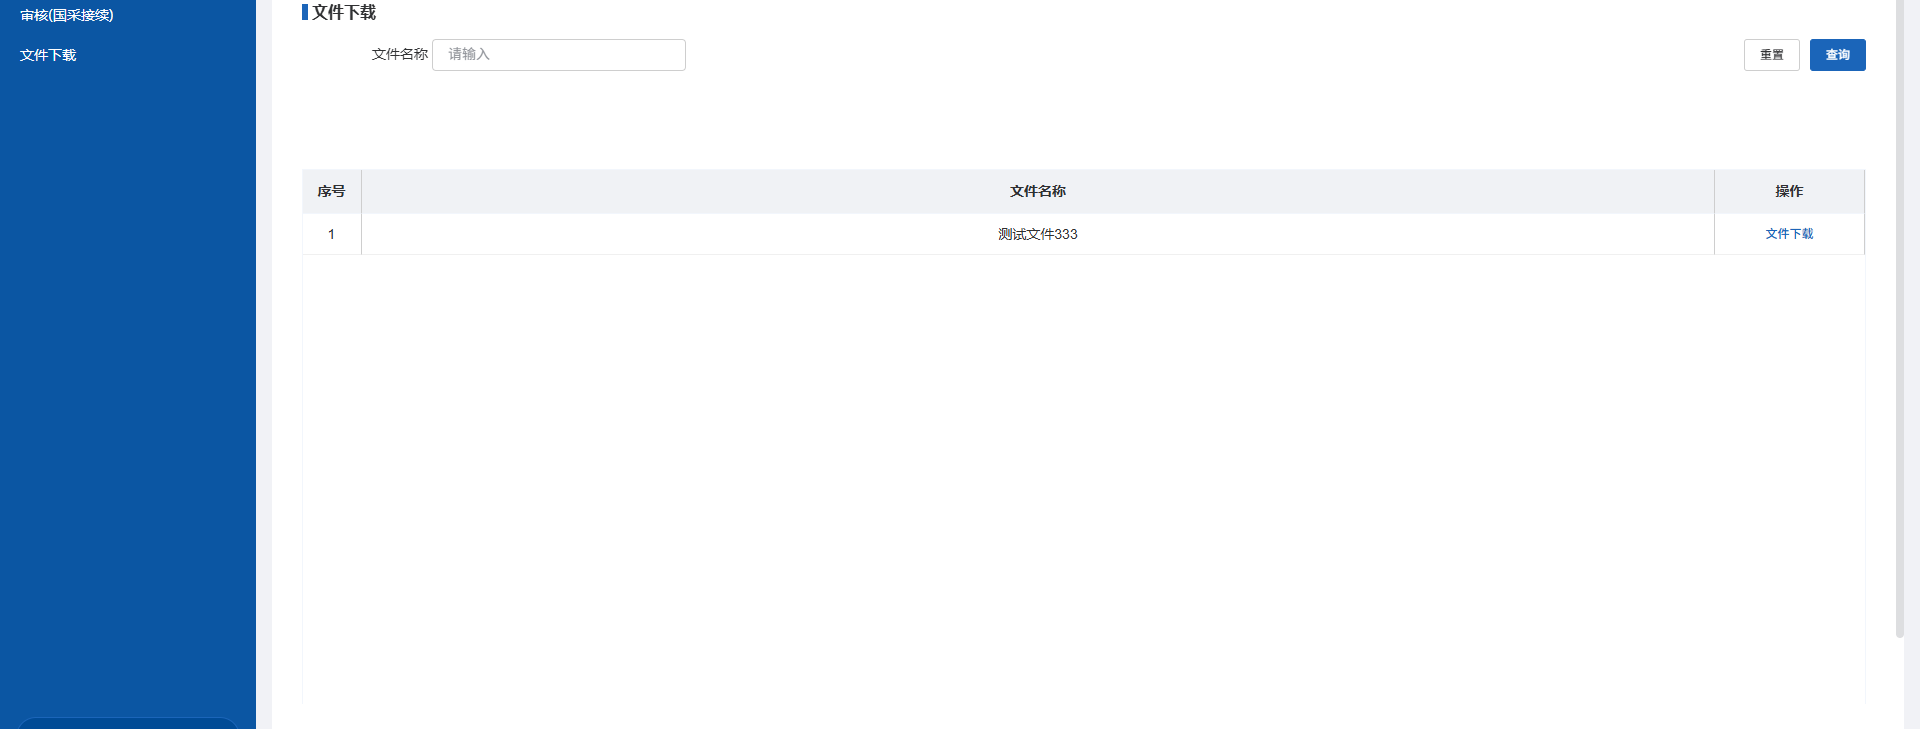 审核(国采接续)
文件下载
文件下载
文件名称 请输入 重置 查询
序号 文件名称 操作
1 测试文件333 文件下载